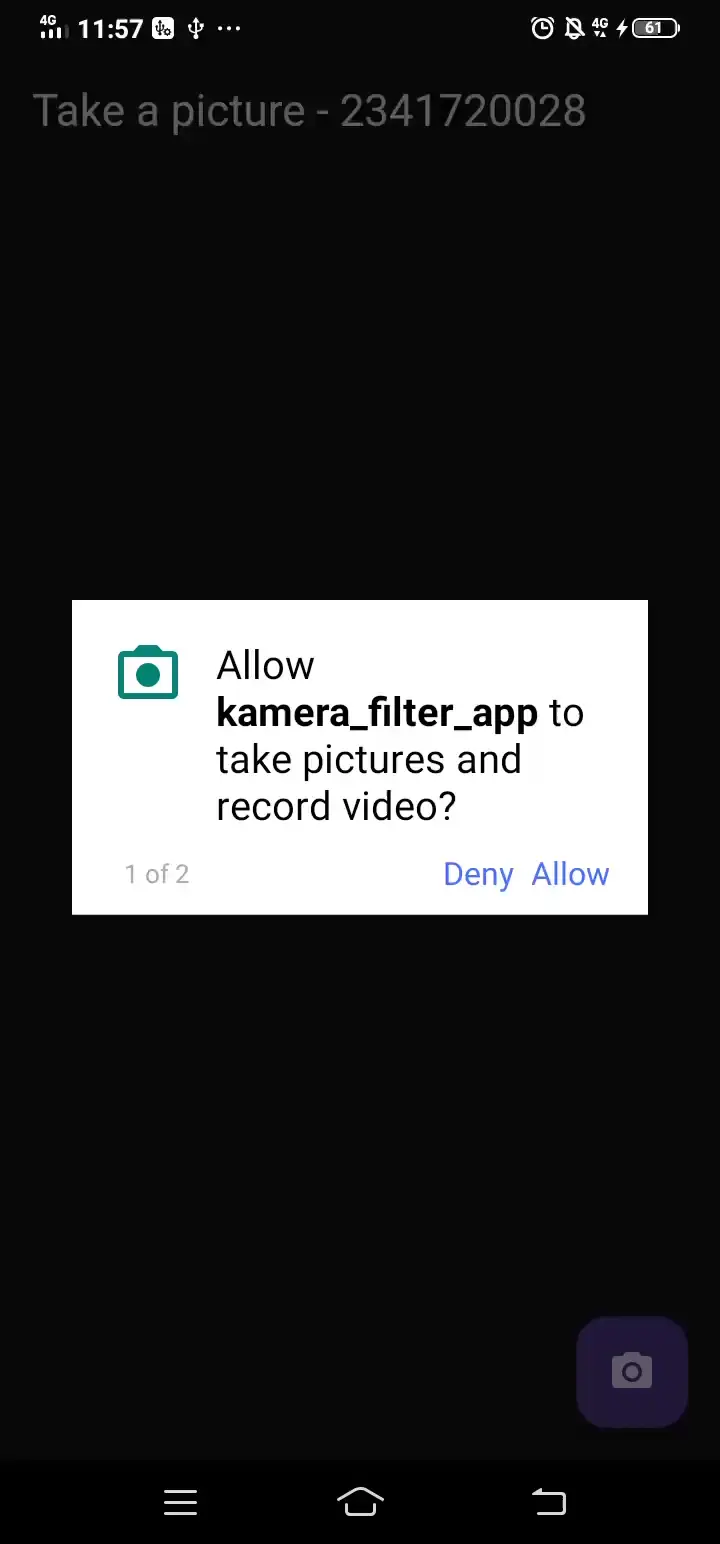 4G 11:57 4G 61
Take a picture - 2341720028
Allow
kamera_filter_app to
take pictures and
record video?
1 of 2 Deny Allow